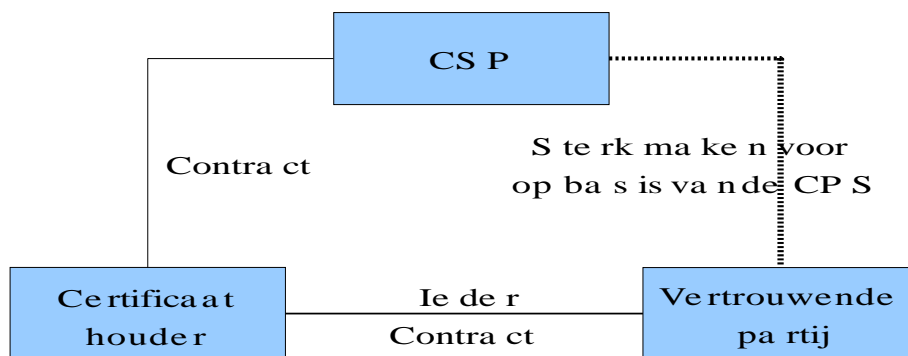 CSP
Contract
Sterk maken voor
op basis van de CPS
Certificaat
houder
Ieder
Contract
Vertrouwende
partij